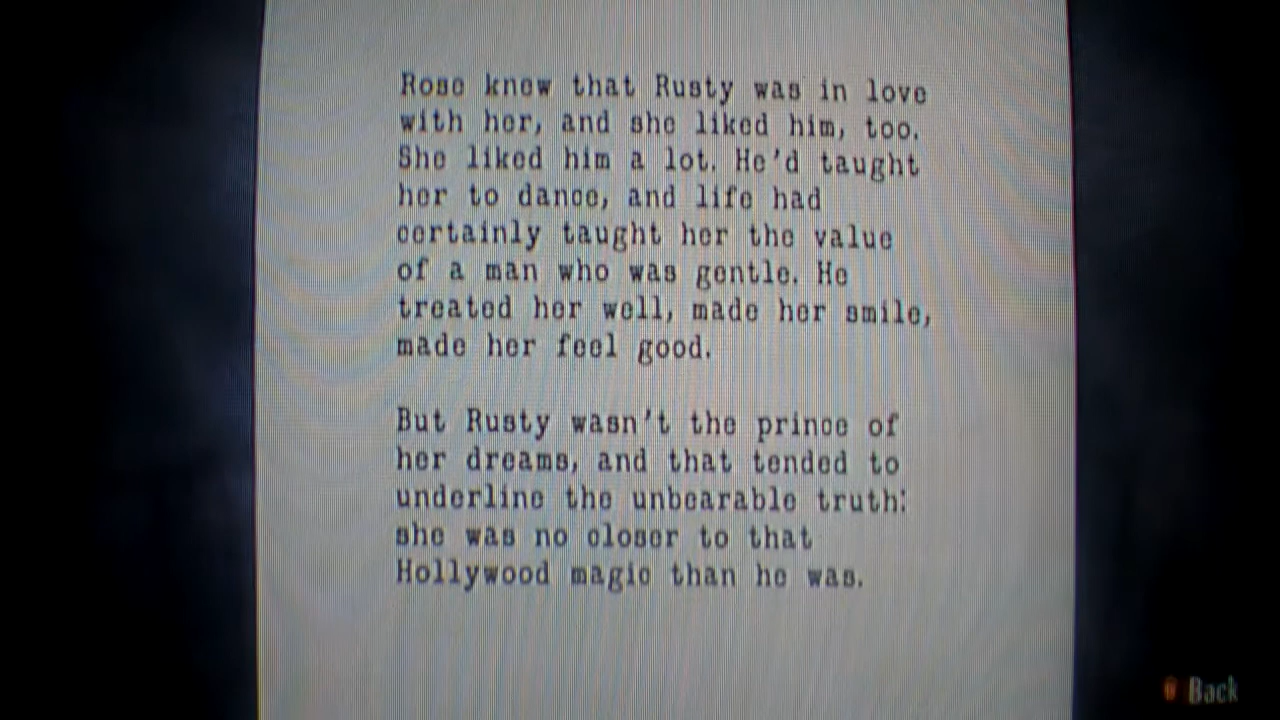 Rose knew that Rusty was in love
with her, and she liked him, too.
She liked him a lot. He'd taught
her to dance, and life had
certainly taught her the value
of a man who was gentle. He
treated her well, made her smile,
made her feel good.
But Rusty wasn't the prince of
her dreams, and that tended to
underline the unbearable truth:
she was no closer to that
Hollywood magic than he was.
Back